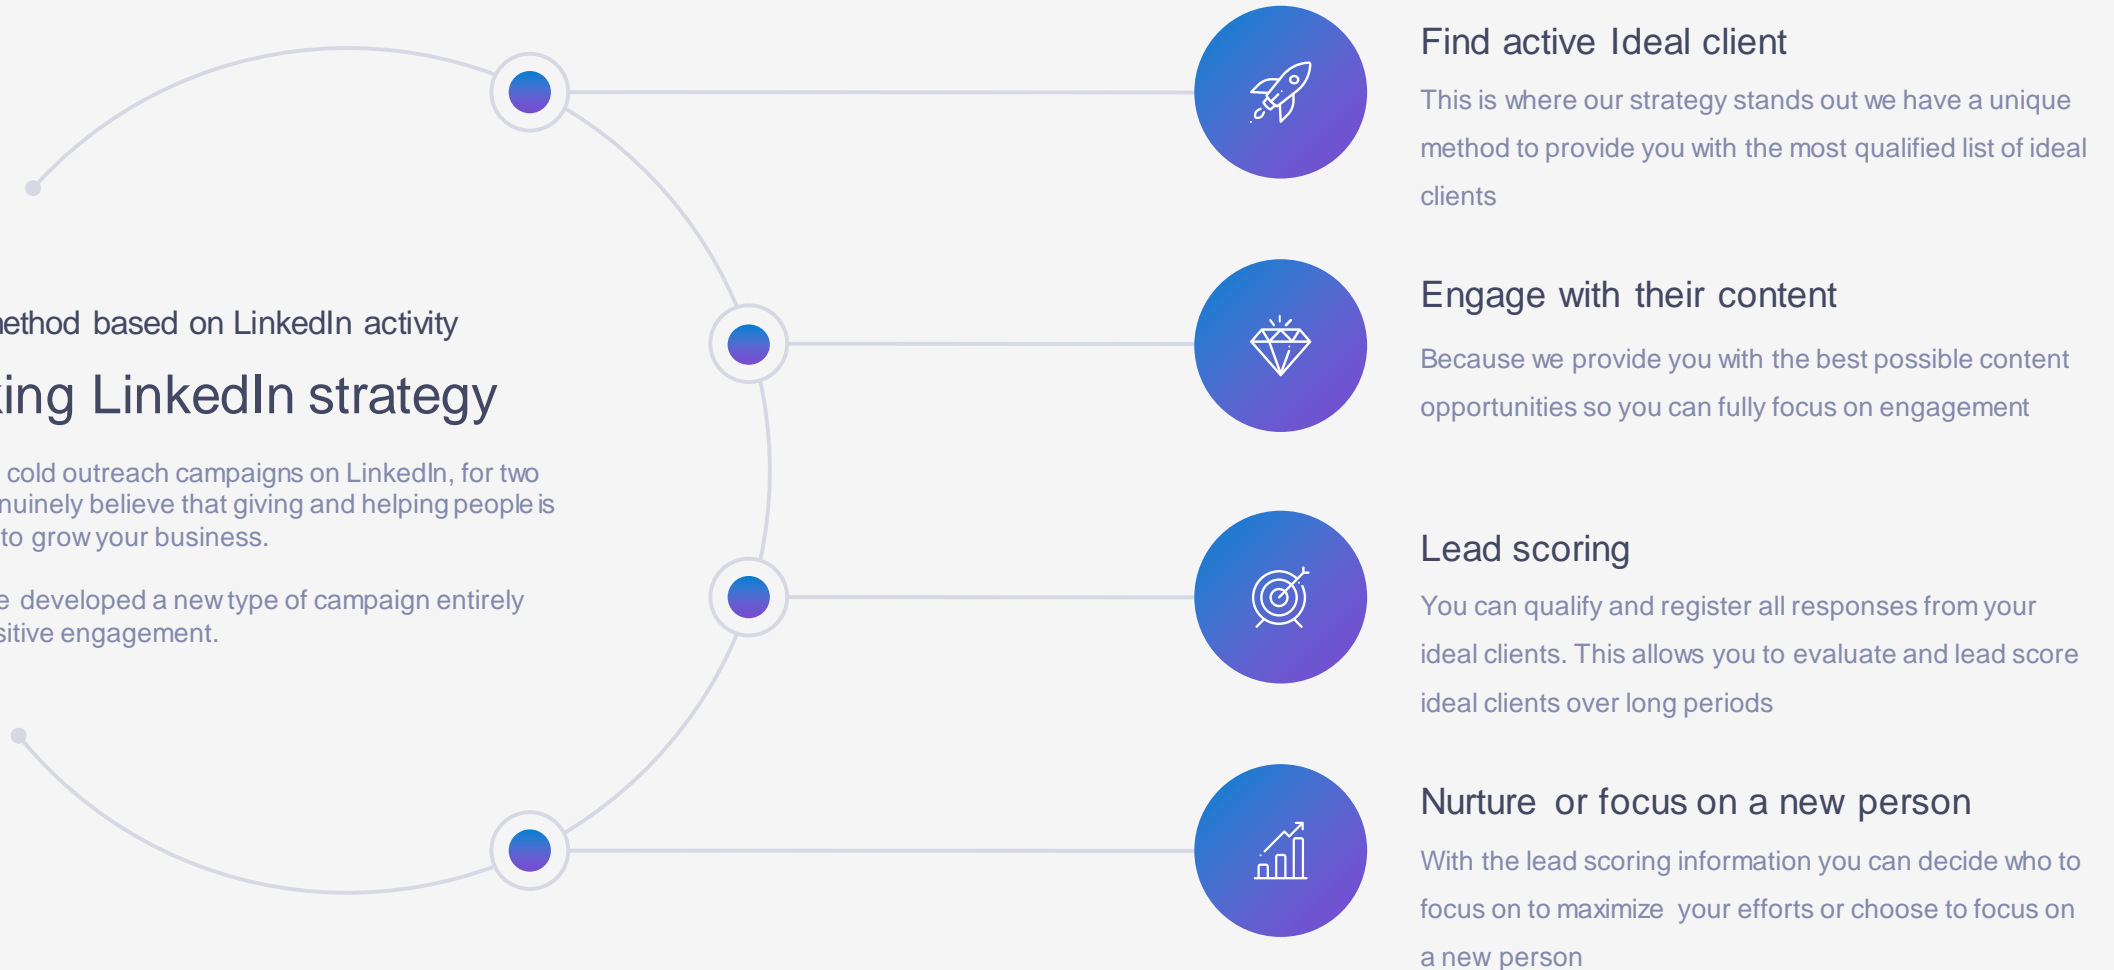 method based on LinkedIn activity
king LinkedIn strategy
cold outreach campaigns on LinkedIn, for two
nuinely believe that giving and helping people is
to grow your business.
e developed a new type of campaign entirely
sitive engagement.
Find active Ideal client
This is where our strategy stands out we have a unique
method to provide you with the most qualified list of ideal
clients
Engage with their content
Because we provide you with the best possible content
opportunities so you can fully focus on engagement
Lead scoring
You can qualify and register all responses from your
ideal clients. This allows you to evaluate and lead score
ideal clients over long periods
Nurture or focus on a new person
With the lead scoring information you can decide who to
focus on to maximize your efforts or choose to focus on
a new person